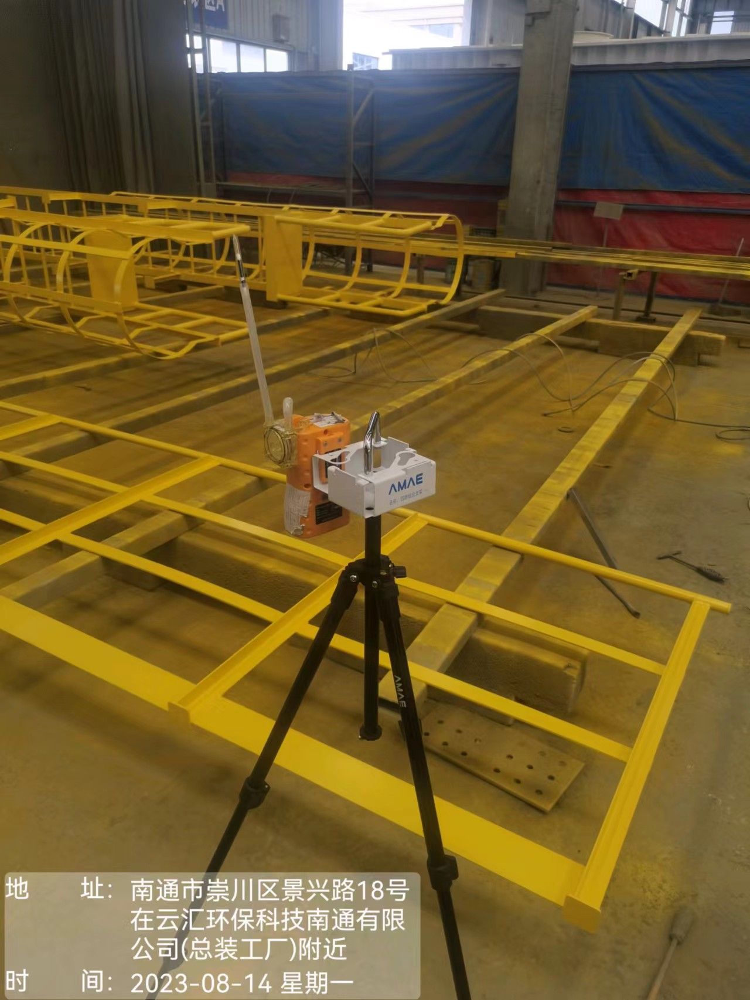 AMAE
AMAE
地 址: 南通市崇川区景兴路18号
在云汇环保科技南通有限
公司(总装工厂)附近
时 间: 2023-08-14 星期一